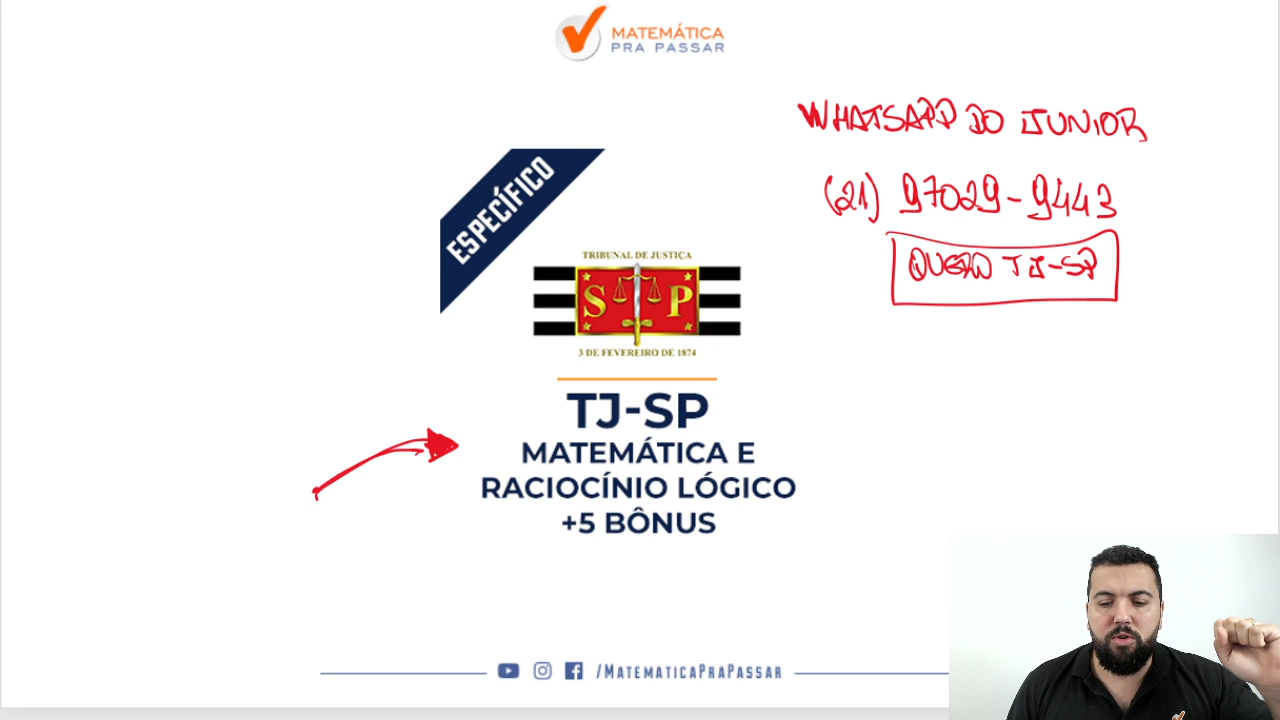 MATEMÁTICA
PRA PASSAR
WHATSAPP DO JUNIOR
(21) 97029-9443
QUERO TJ-SP
ESPECÍFICO
TRIBUNAL DE JUSTIÇA
S P
3 DE FEVEREIRO DE 1874
TJ-SP
MATEMÁTICA E
RACIOCÍNIO LÓGICO
+5 BÔNUS
/MATEMATICAPRAPASSAR